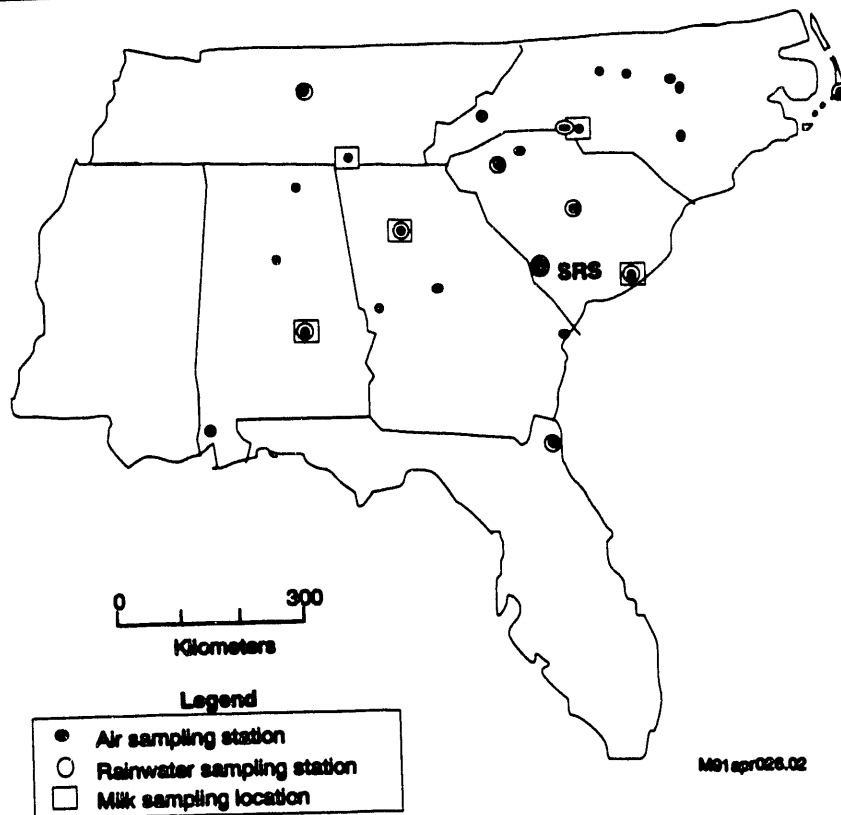 SRS
0 300
Kilometers
Legend
Air sampling station
Rainwater sampling station
Milk sampling location
M91apr026.02